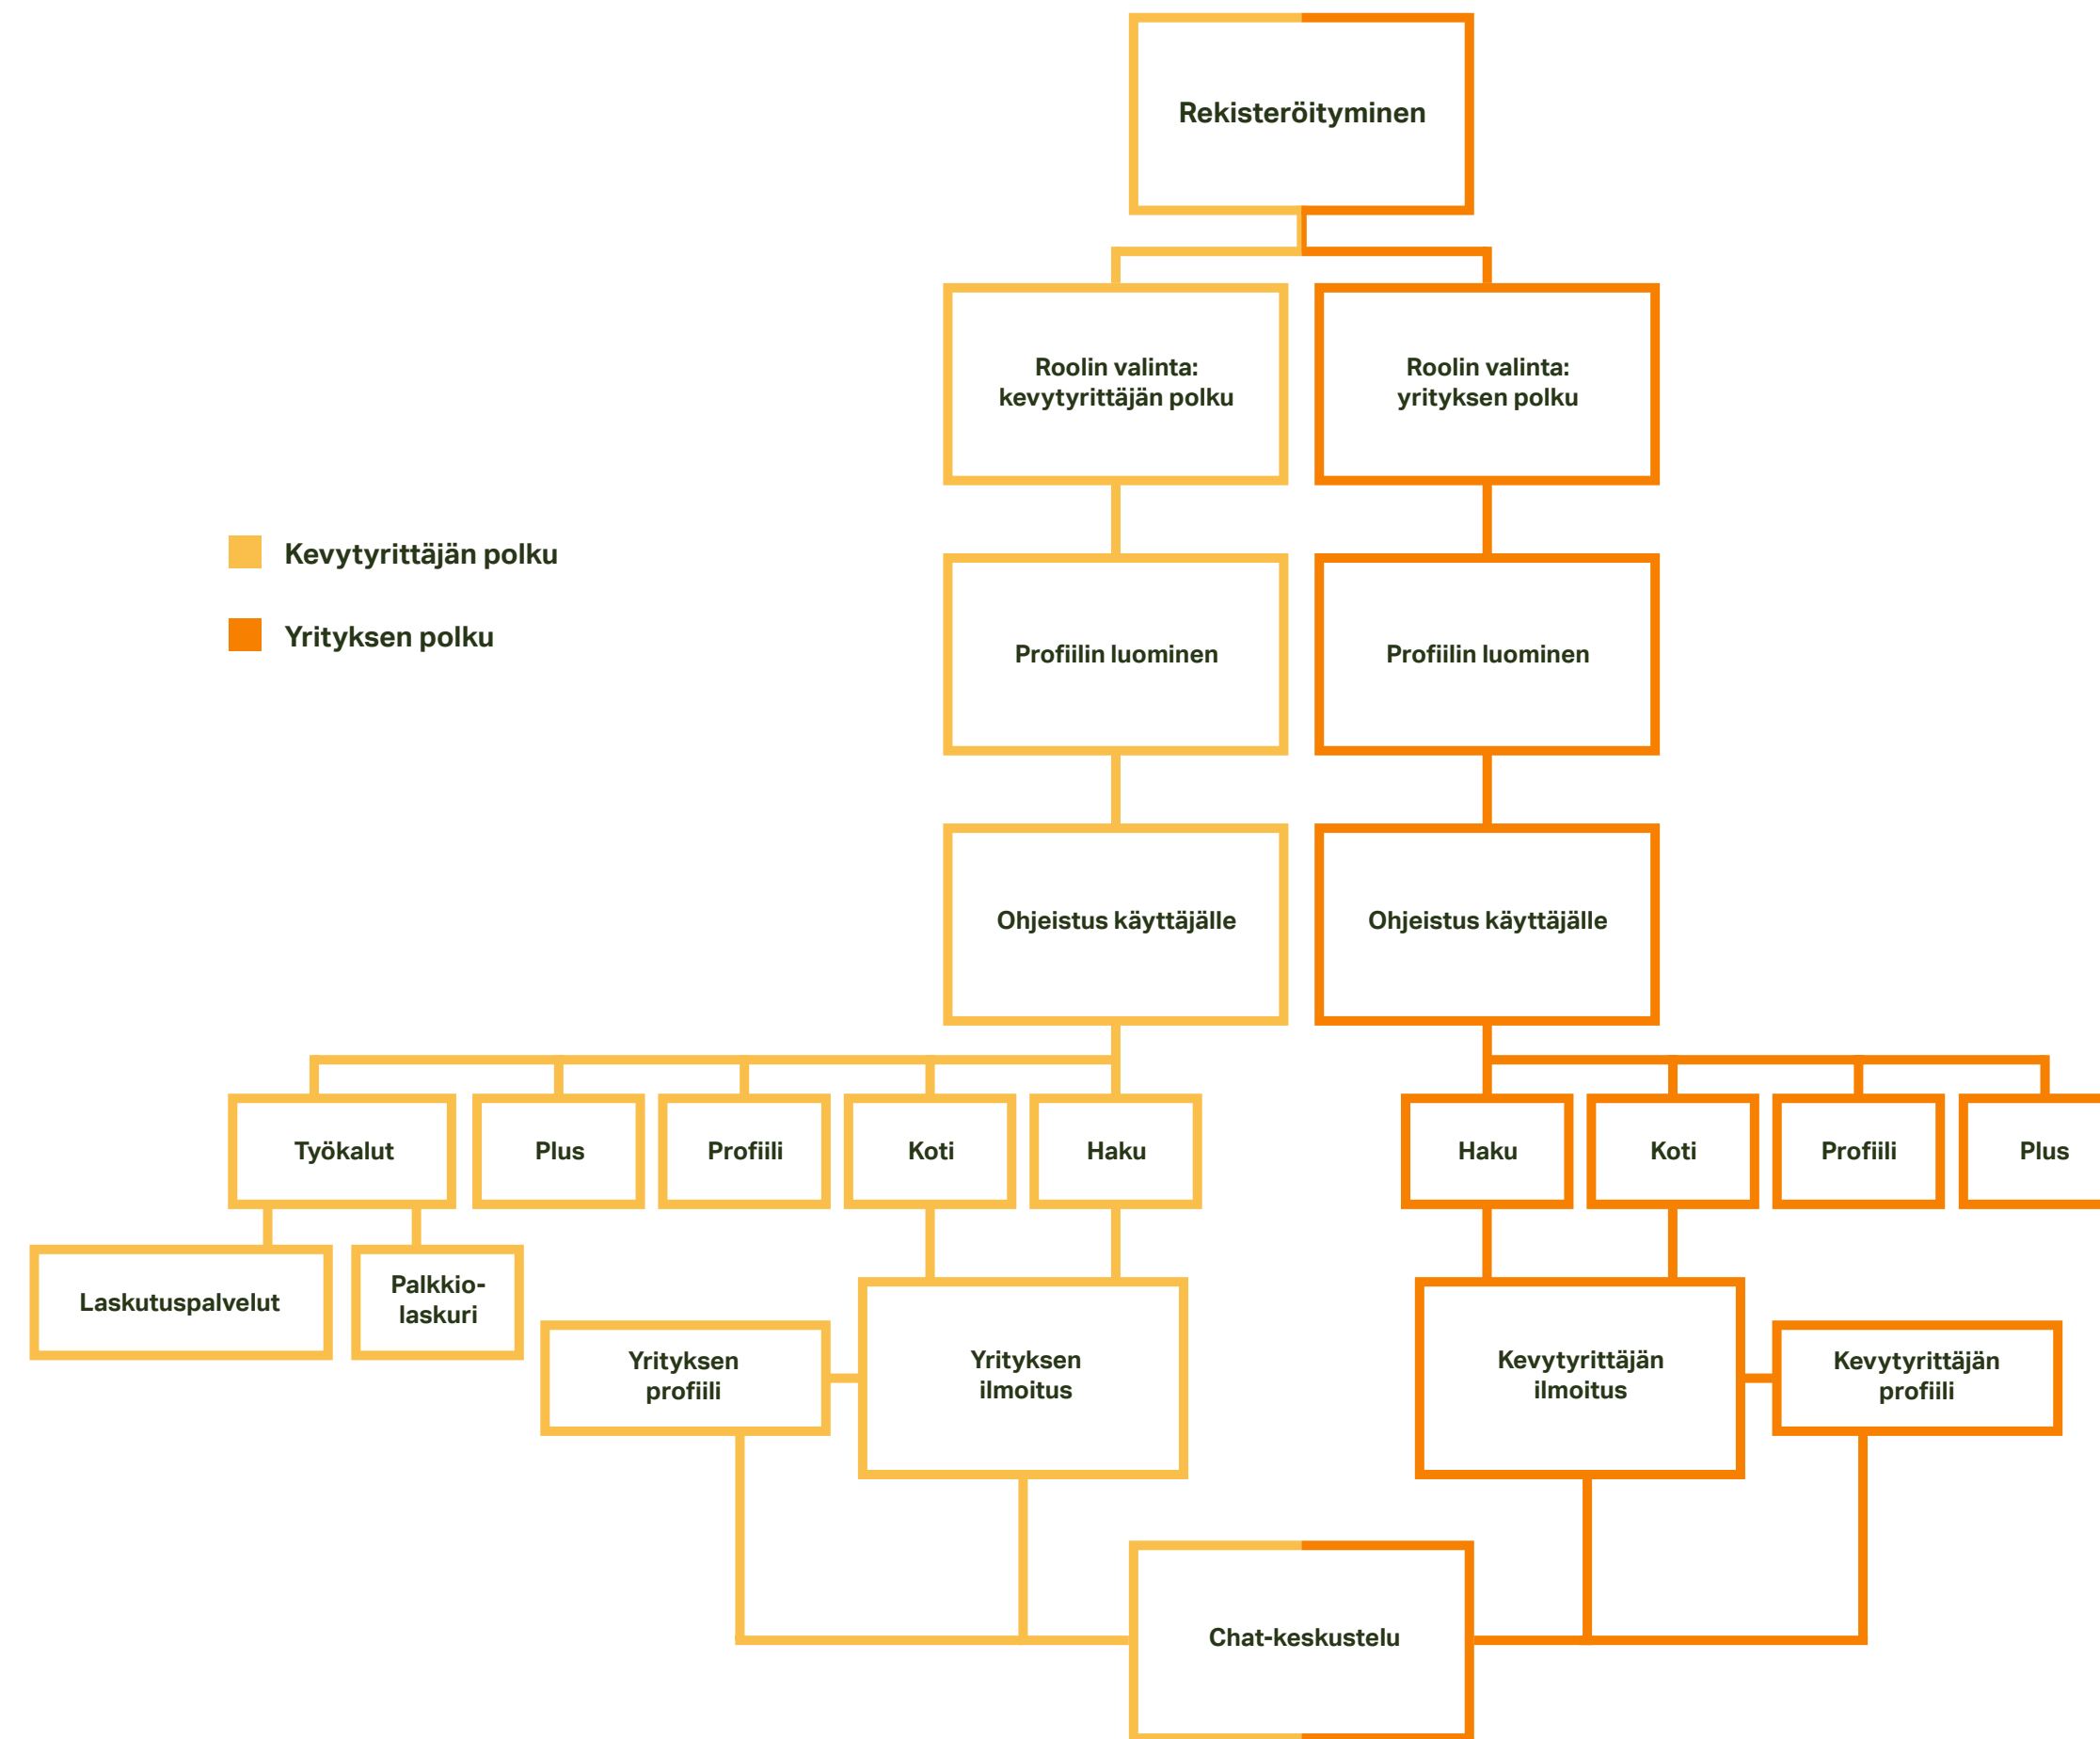 Rekisteröityminen
Roolin valinta:
kevytyrittäjän polku
Roolin valinta:
yrityksen polku
Kevytyrittäjän polku
Yrityksen polku
Profiilin luominen
Profiilin luominen
Ohjeistus käyttäjälle
Ohjeistus käyttäjälle
Työkalut
Plus
Profiili
Koti
Haku
Haku
Koti
Profiili
Plus
Laskutuspalvelut
Palkkio-
laskuri
Yrityksen
profiili
Yrityksen
ilmoitus
Kevytyrittäjän
ilmoitus
Kevytyrittäjän
profiili
Chat-keskustelu